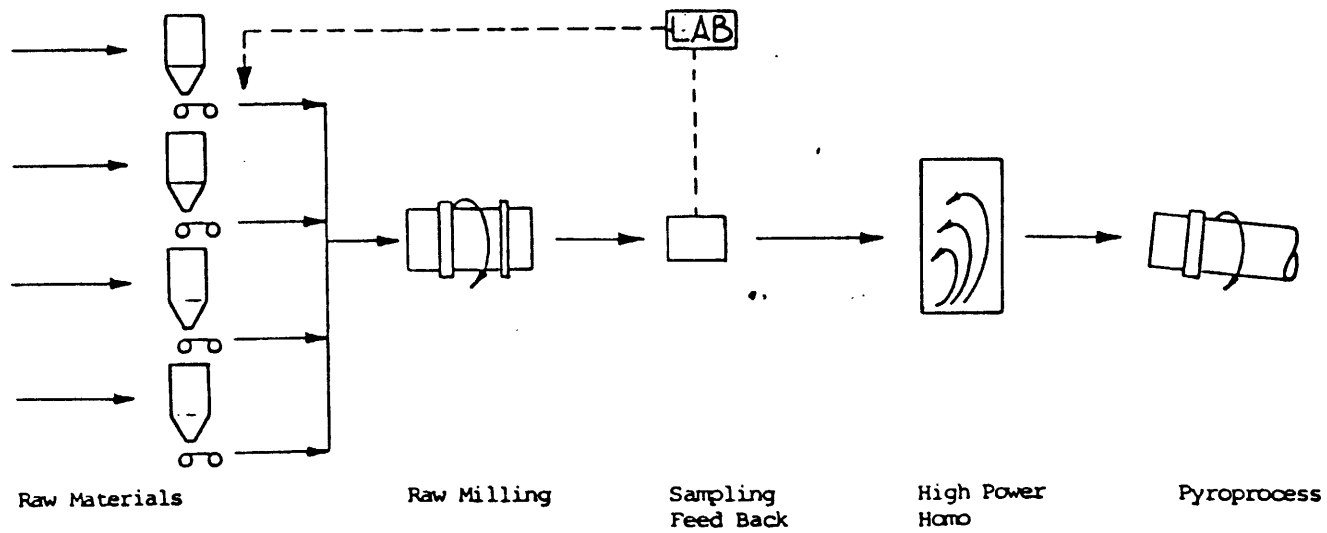 LAB
Raw Materials
Raw Milling
Sampling
Feed Back
High Power
Homo
Pyroprocess